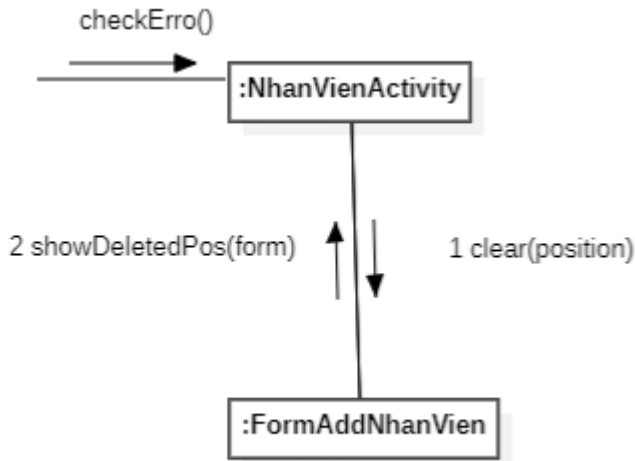 checkErro()
:NhanVienActivity
2 showDeletedPos(form)
1 clear(position)
:FormAddNhanVien